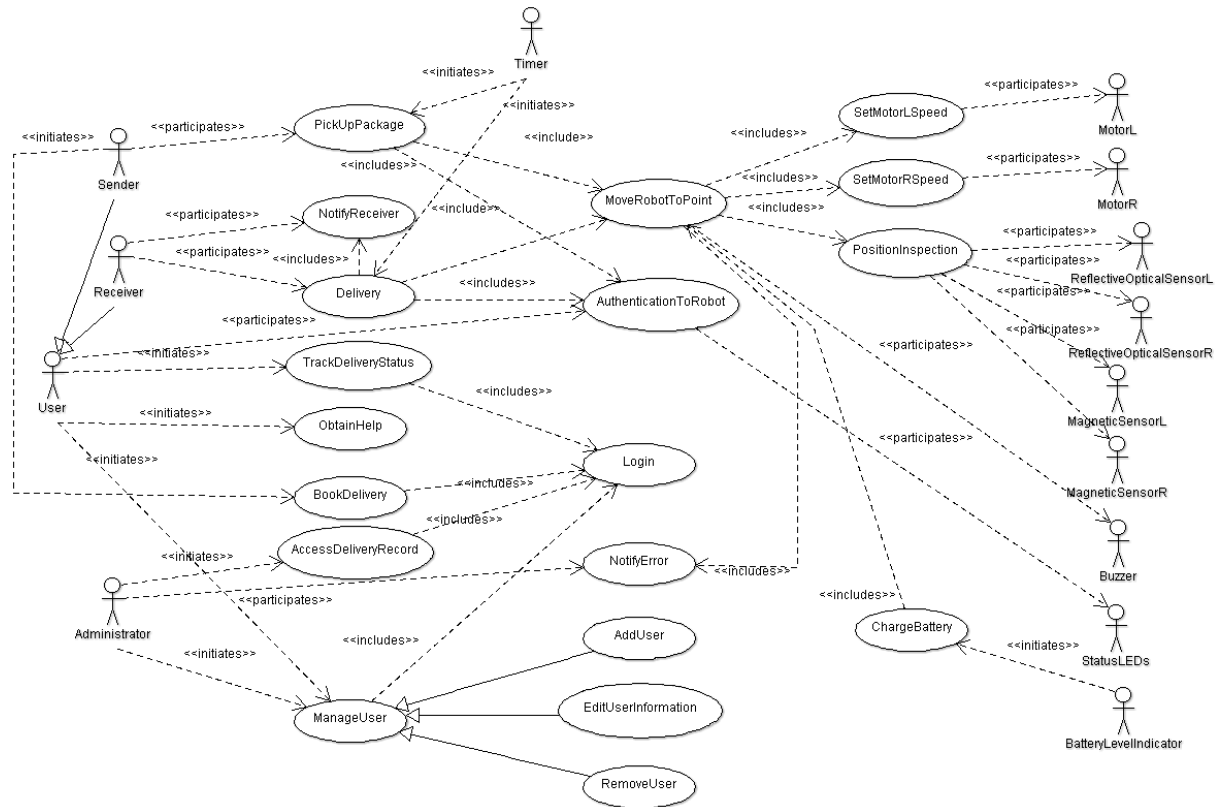 Timer
<<initiates>>
<<initiates>>
PickUpPackage
<<initiates>>
<<participates>>
Sender
<<include>>
<<includes>>
<<participates>>
NotifyReceiver
<<include>>
<<participates>>
<<includes>>
Receiver
Delivery
<<includes>>
MoveRobotToPoint
<<includes>>
SetMotorLSpeed
<<participates>>
MotorL
<<includes>>
SetMotorRSpeed
<<participates>>
MotorR
<<includes>>
PositionInspection
<<participates>>
<<participates>>
ReflectiveOpticalSensorL
<<participates>>
AuthenticationToRobot
<<participates>>
<<participates>>
ReflectiveOpticalSensorR
<<participates>>
<<initiates>>
TrackDeliveryStatus
User
<<includes>>
<<initiates>>
ObtainHelp
MagneticSensorL
<<participates>>
<<initiates>>
Login
MagneticSensorR
BookDelivery
<<includes>>
<<includes>>
AccessDeliveryRecord
<<initiates>>
NotifyError
<<includes>>
Buzzer
<<participates>>
Administrator
<<includes>>
ChargeBattery
<<includes>>
AddUser
<<initiates>>
<<initiates>>
StatusLEDs
EditUserInformation
ManageUser
BatteryLevelIndicator
RemoveUser